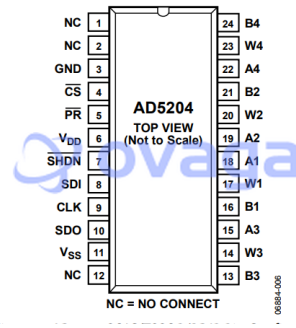 NC 1
NC 2
GND 3
CS 4
PR 5
VDD 6
SHDN 7
SDI 8
CLK 9
SDO 10
VSS 11
NC 12
AD5204
TOP VIEW
(Not to Scale)
24 B4
23 W4
22 A4
21 B2
20 W2
19 A2
18 A1
17 W1
16 B1
15 A3
14 W3
13 B3
ovaga
NC = NO CONNECT
06884-006